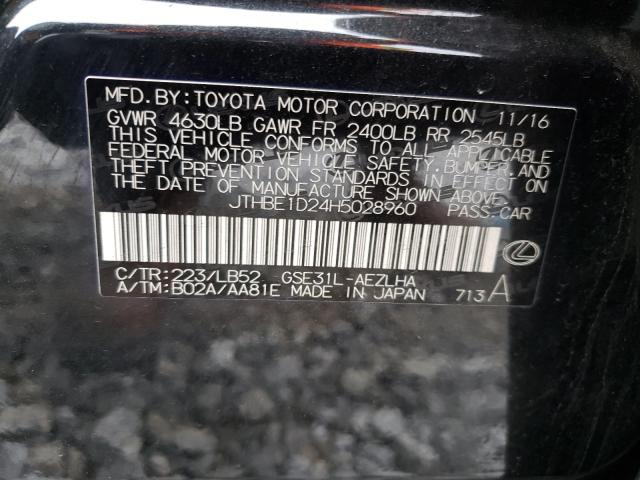 MFD. BY: TOYOTA MOTOR CORPORATION 11/16
GVWR 4630LB GAWR FR 2400LB RR 2545LB
THIS VEHICLE CONFORMS TO ALL APPLICABLE
FEDERAL MOTOR VEHICLE SAFETY, BUMPER, AND
THEFT PREVENTION STANDARDS IN EFFECT ON
THE DATE OF MANUFACTURE SHOWN ABOVE.
JTHBE1D24H5028960 PASS. CAR
C/TR: 223/LB52 GSE31L-AEZLHA
A/TM: B02A/AA81E MADE IN JAPAN 713A